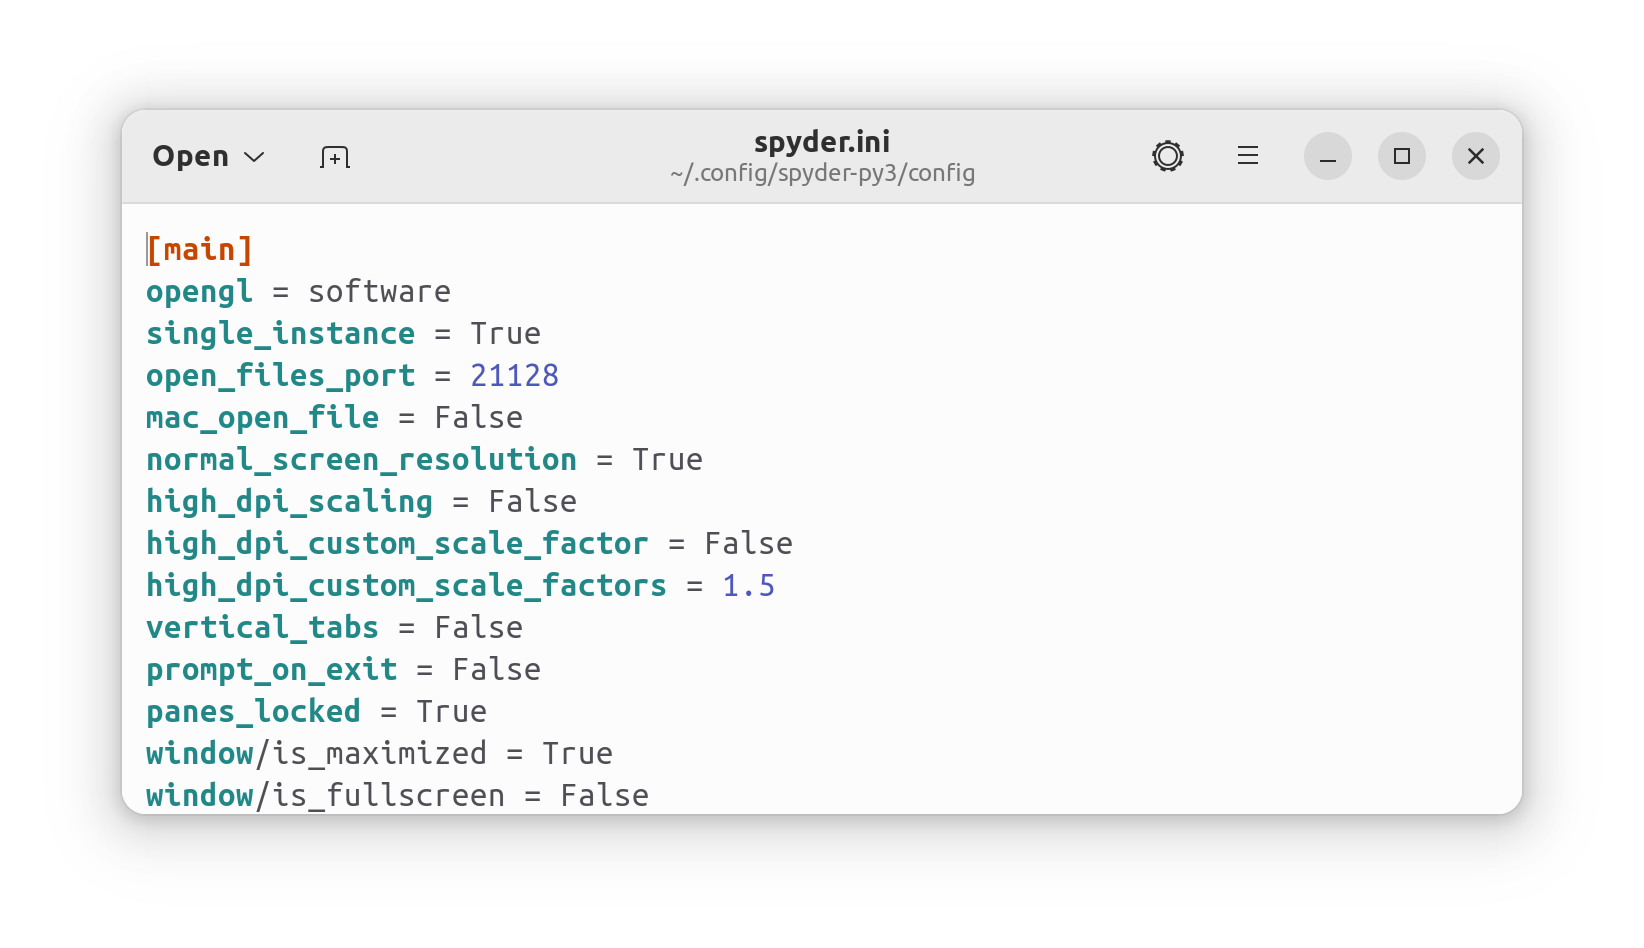 Open
spyder.ini
~/.config/spyder-py3/config
[main]
opengl = software
single_instance = True
open_files_port = 21128
mac_open_file = False
normal_screen_resolution = True
high_dpi_scaling = False
high_dpi_custom_scale_factor = False
high_dpi_custom_scale_factors = 1.5
vertical_tabs = False
prompt_on_exit = False
panes_locked = True
window/is_maximized = True
window/is_fullscreen = False